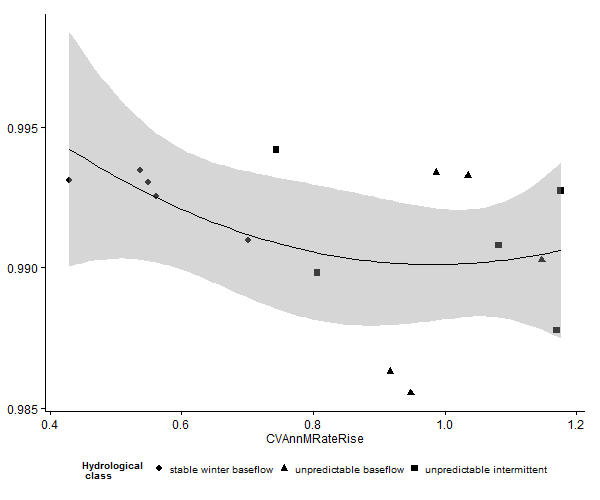 0.995
0.990
0.985
0.4 0.6 0.8 1.0 1.2
CVAnnMRateRise
Hydrological
class
stable winter baseflow unpredictable baseflow unpredictable intermittent